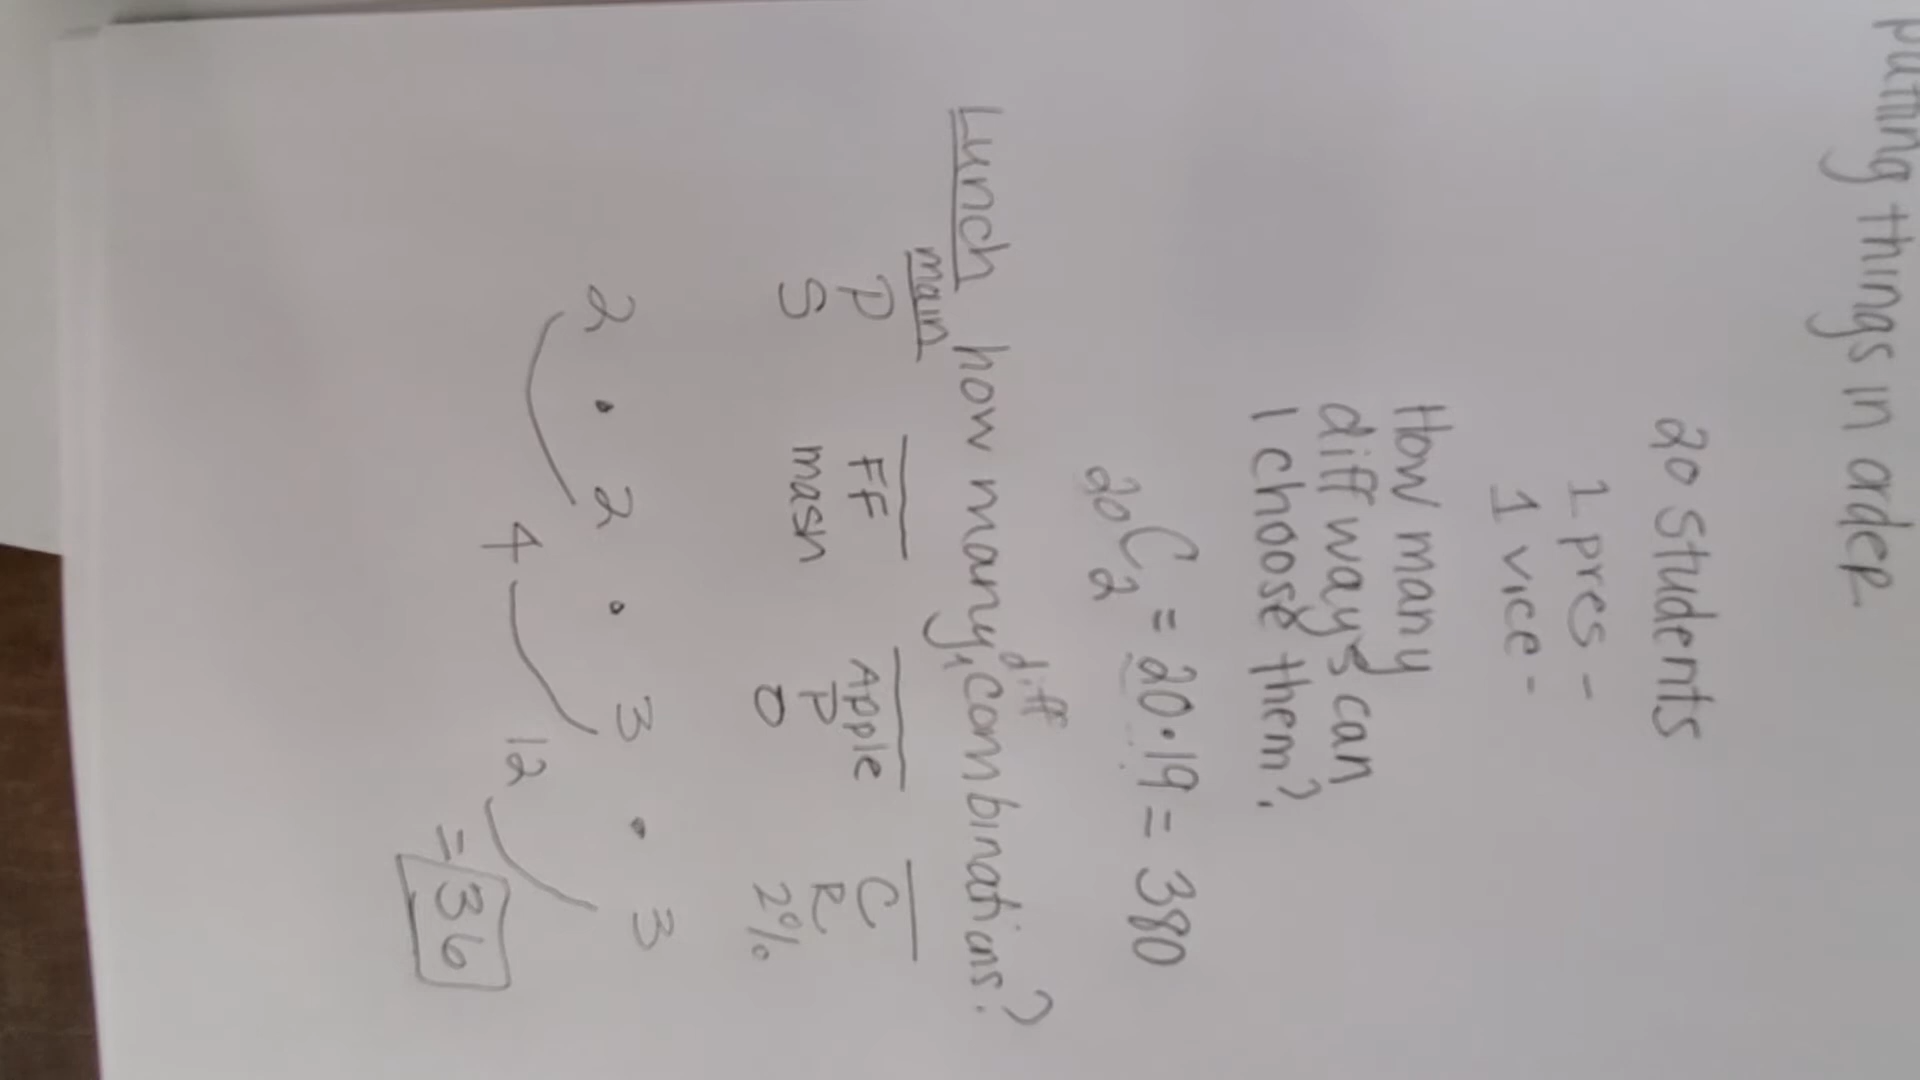 putting things in order
20 students
1 pres -
1 vice -
How many
diff ways can
I choose them?
20C2 = 20·19 = 380
Lunch how many diff combinations?
main
P FF Apple C
S mash P R
O 2%
2 · 2 · 3 · 3
4 12 = 36